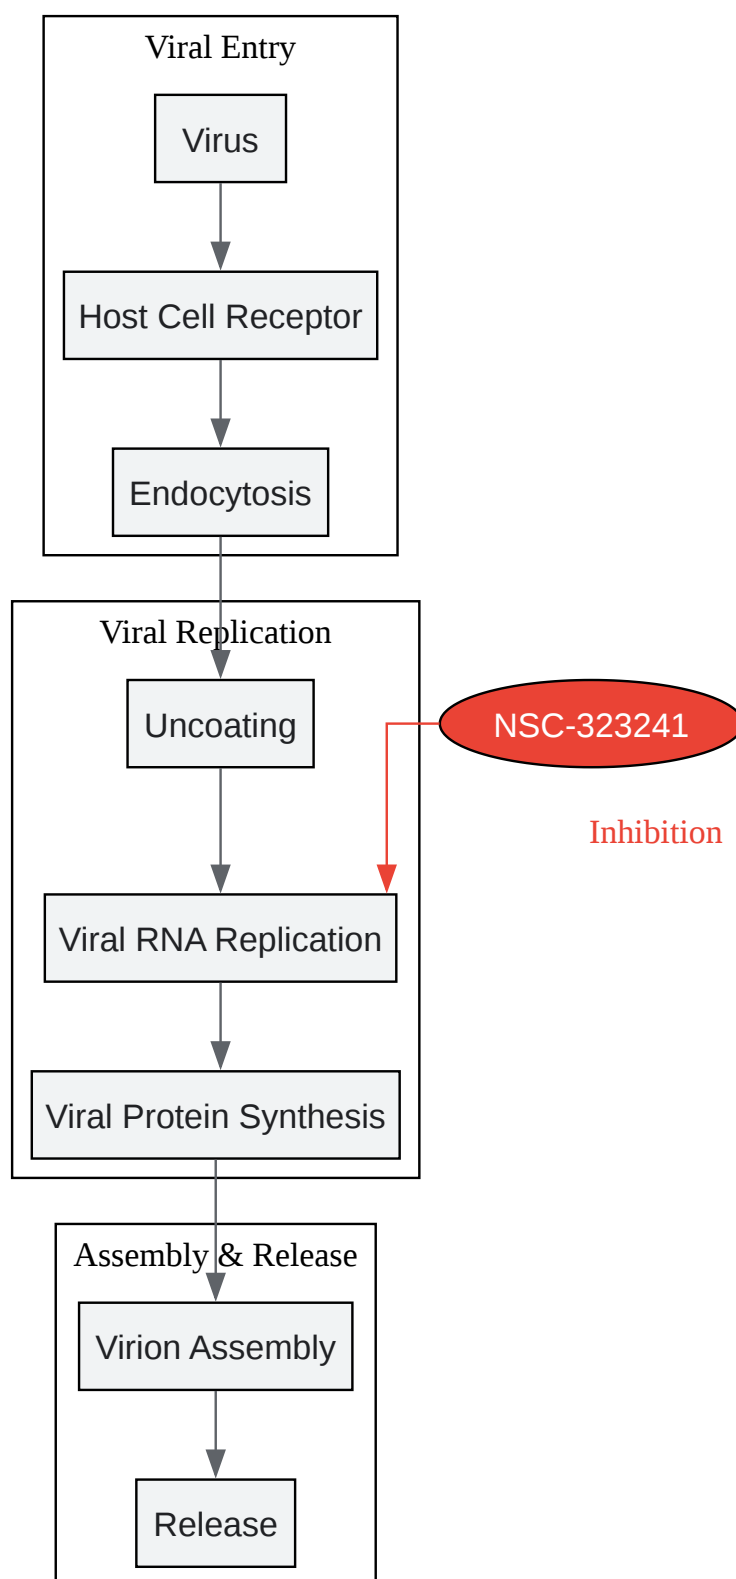 Viral Entry
Virus
Host Cell Receptor
Endocytosis
Viral Replication
Uncoating
NSC-323241
Inhibition
Viral RNA Replication
Viral Protein Synthesis
Assembly & Release
Virion Assembly
Release